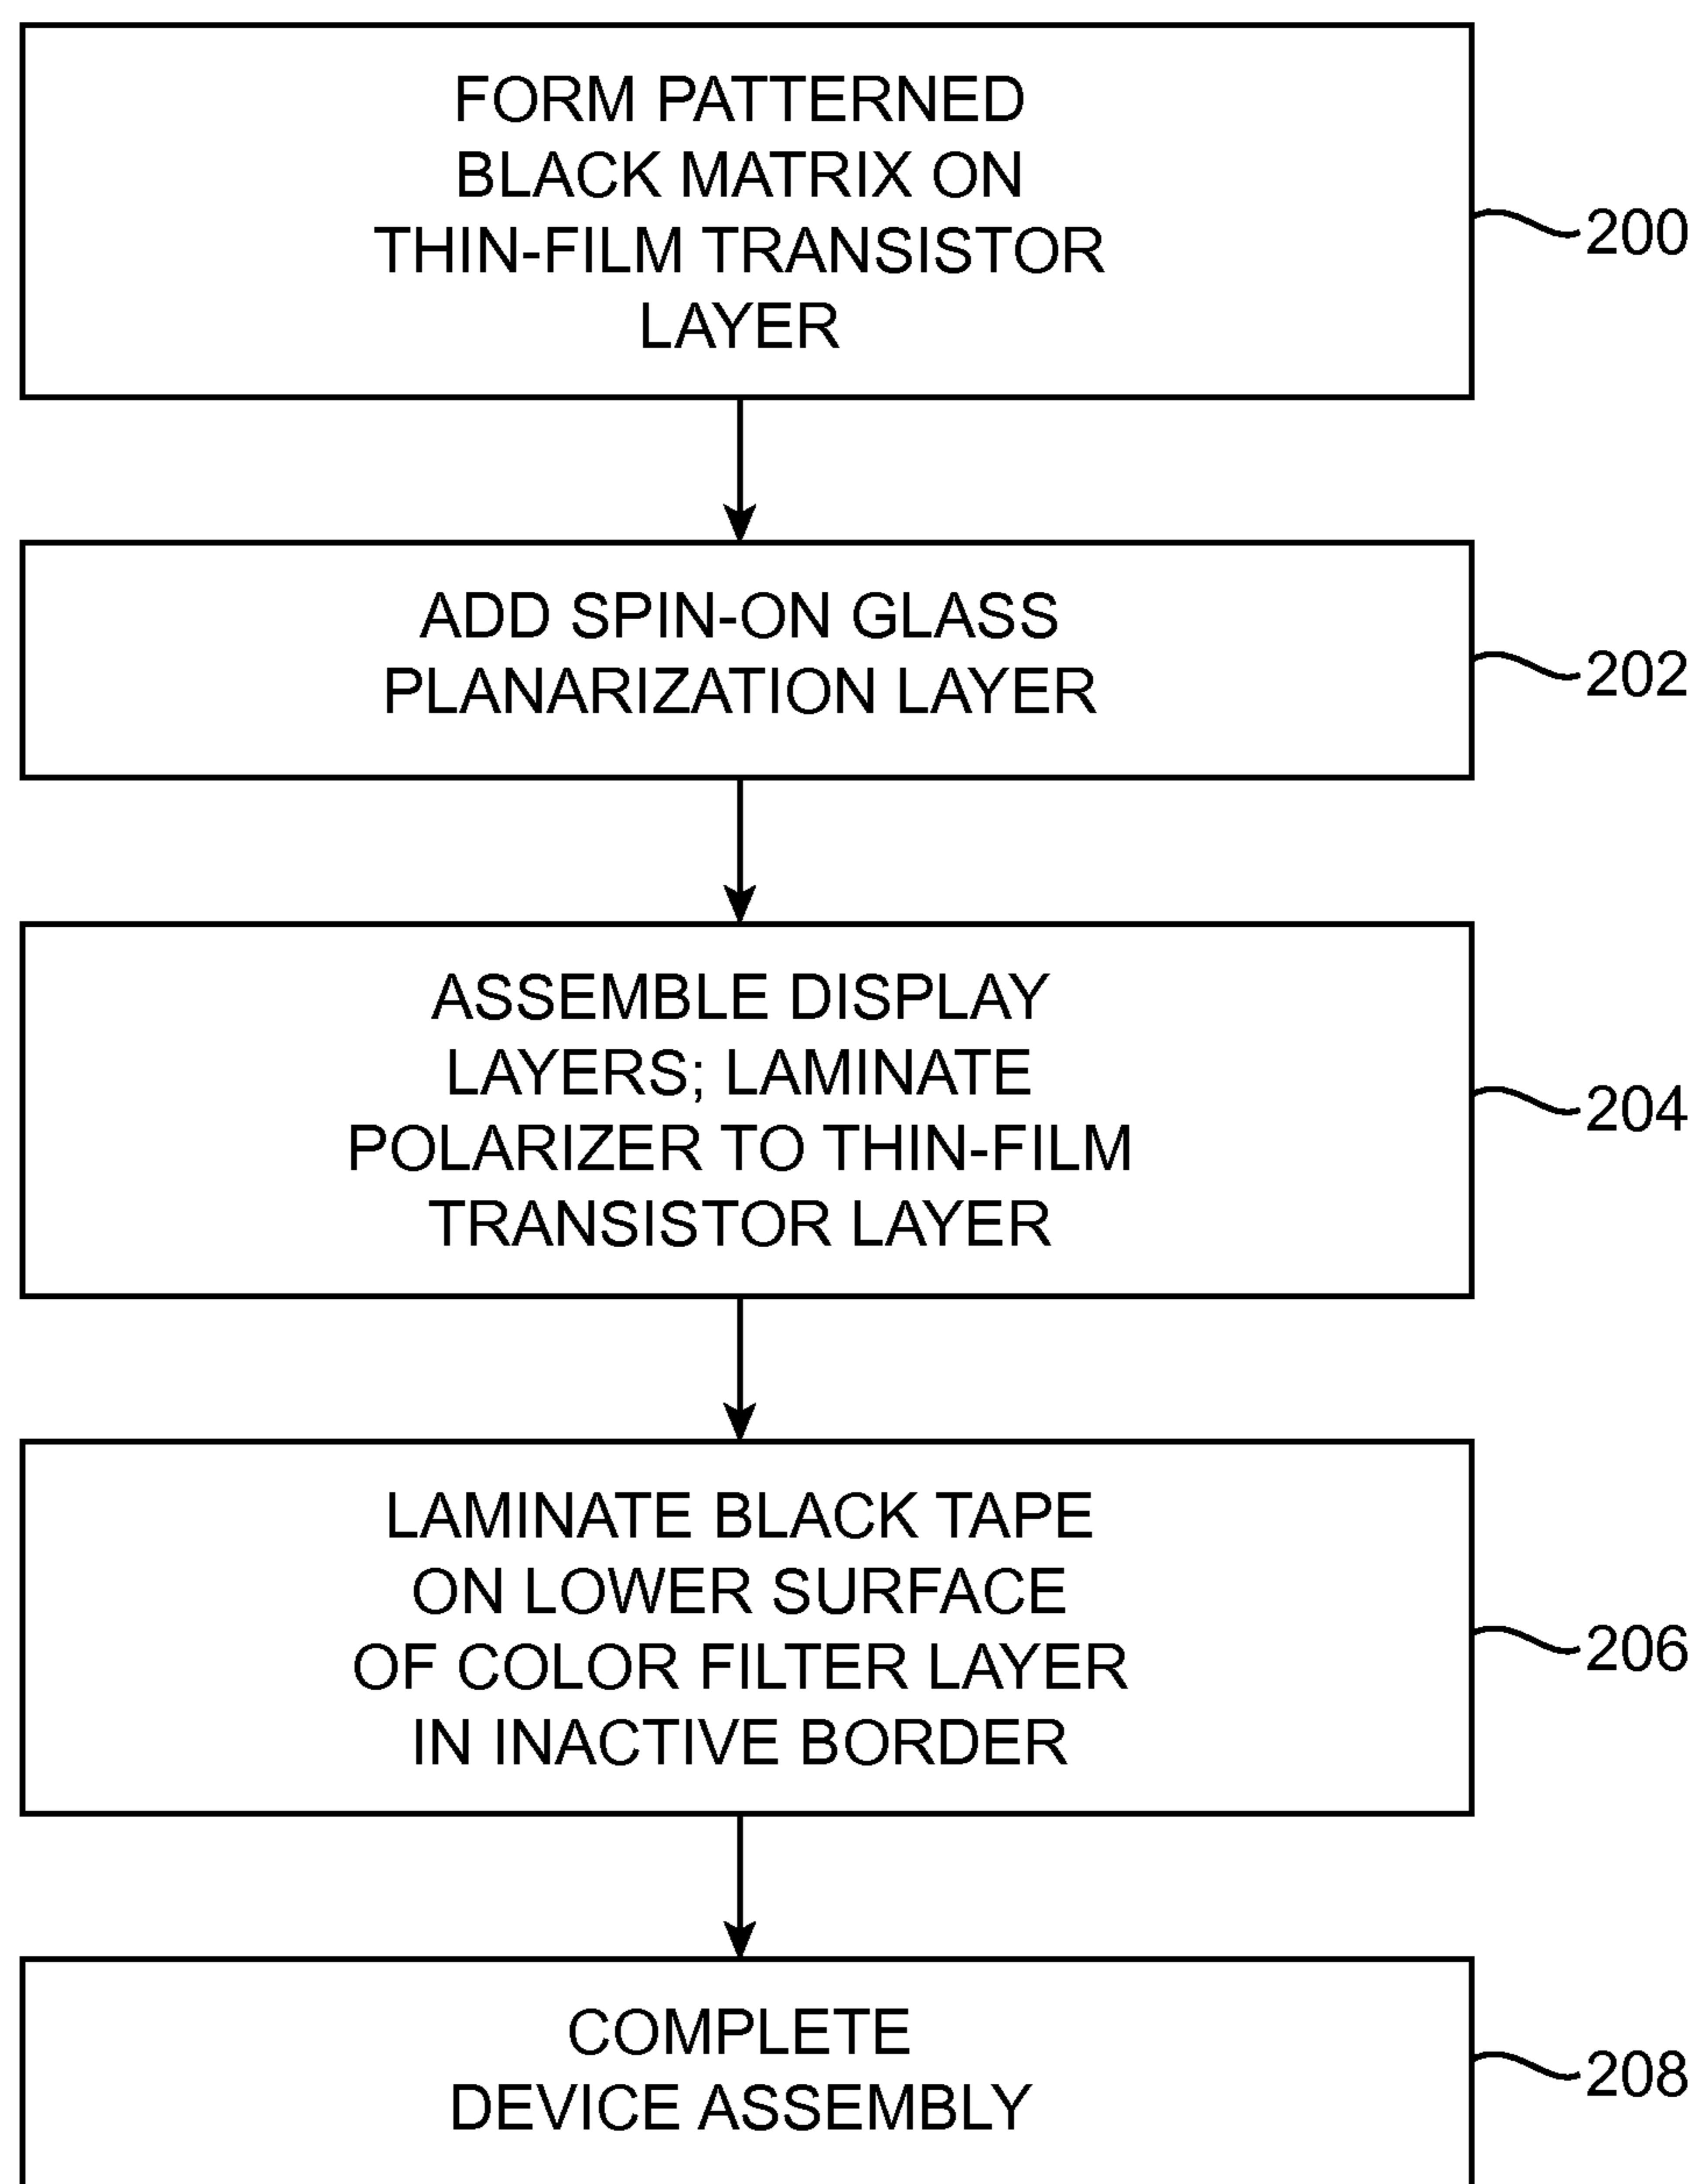 FORM PATTERNED
BLACK MATRIX ON
THIN-FILM TRANSISTOR
LAYER
200
ADD SPIN-ON GLASS
PLANARIZATION LAYER
202
ASSEMBLE DISPLAY
LAYERS; LAMINATE
POLARIZER TO THIN-FILM
TRANSISTOR LAYER
204
LAMINATE BLACK TAPE
ON LOWER SURFACE
OF COLOR FILTER LAYER
IN INACTIVE BORDER
206
COMPLETE
DEVICE ASSEMBLY
208